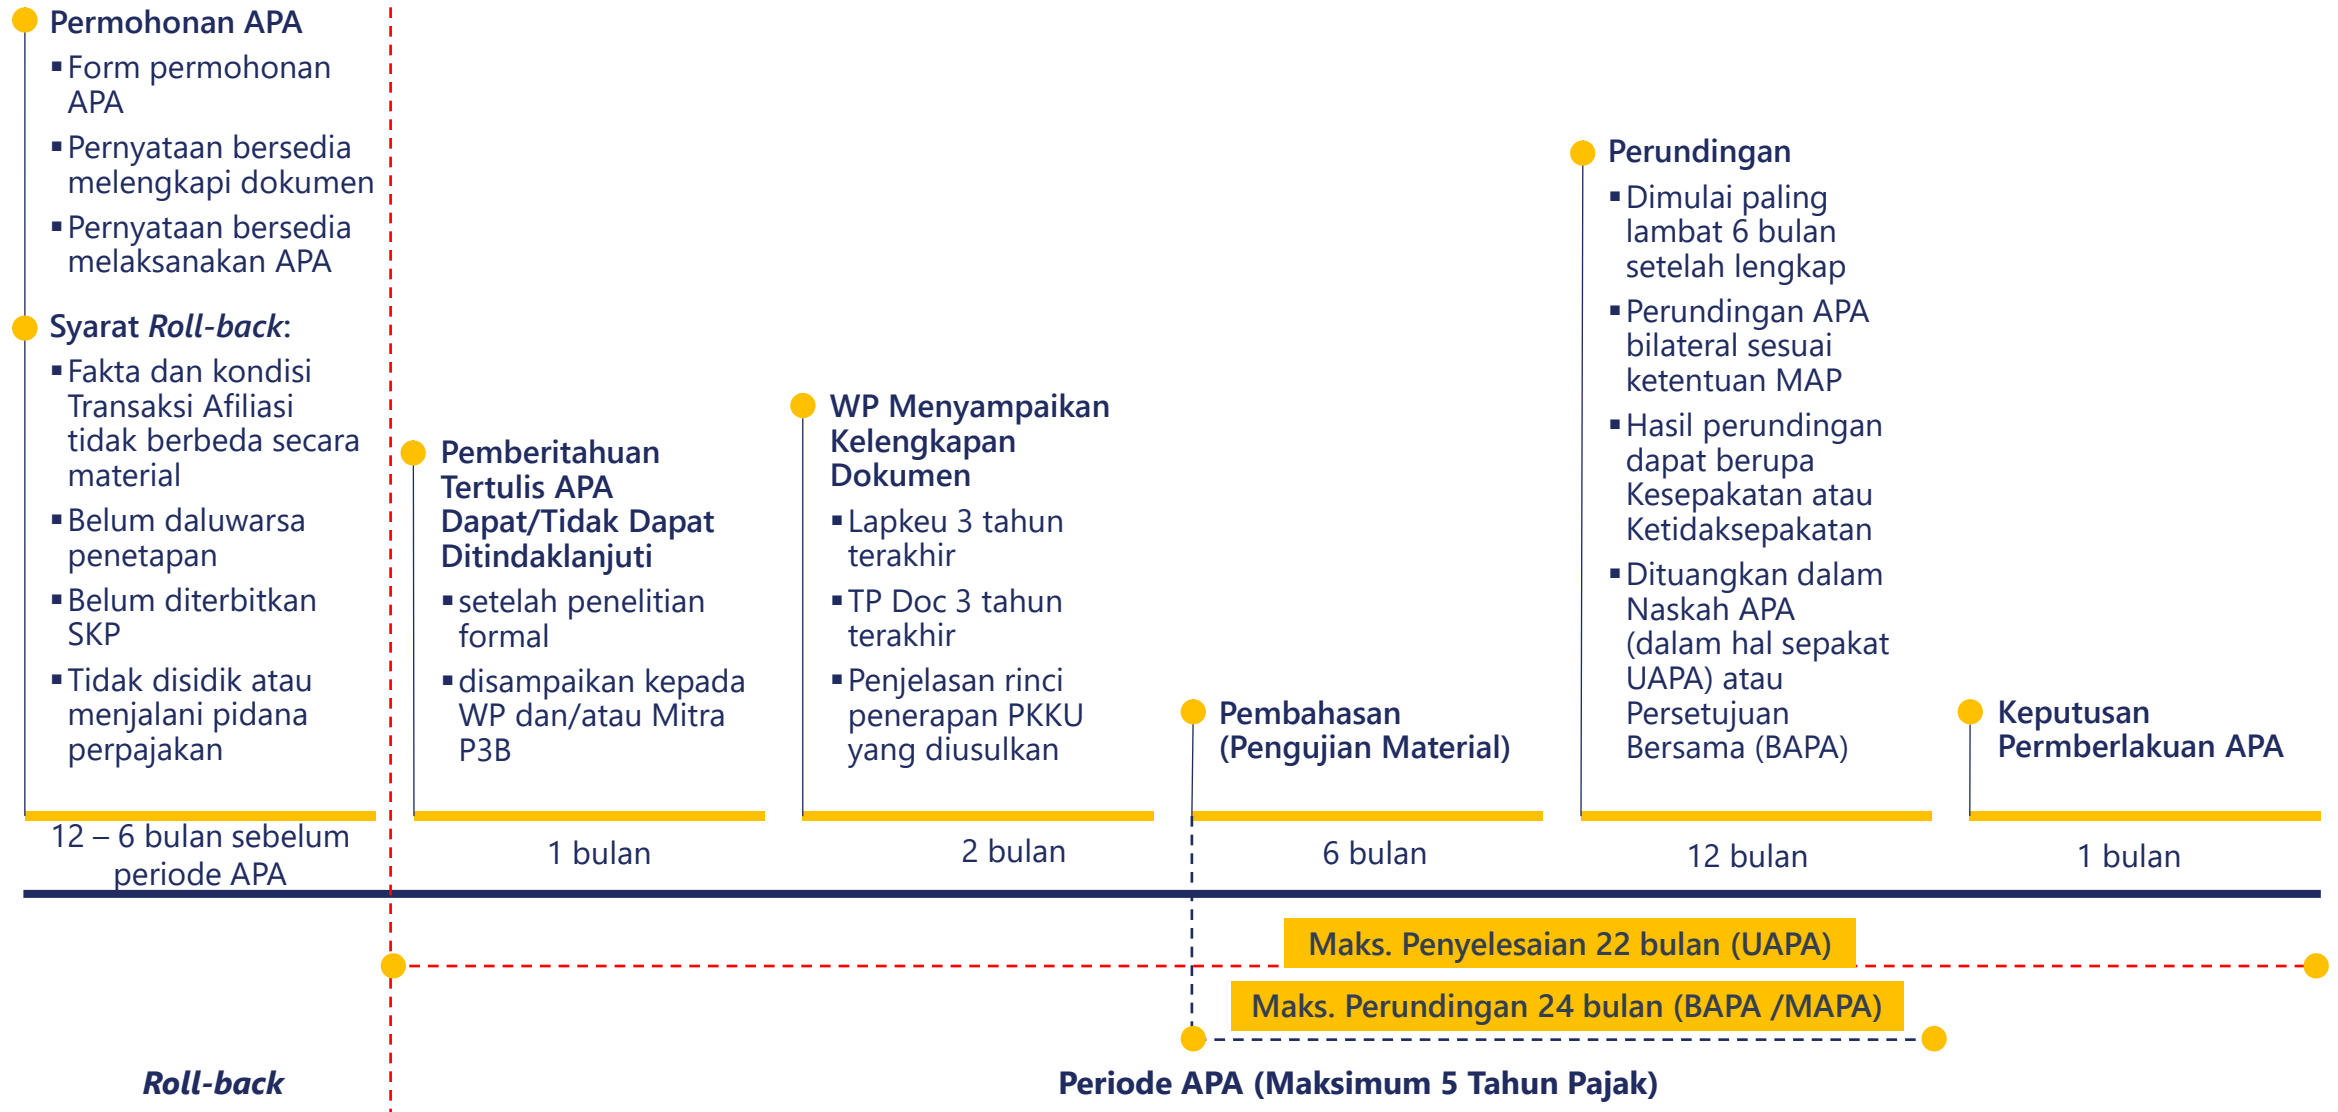 Permohonan APA
▪Form permohonan
APA
▪Pernyataan bersedia
melengkapi dokumen
▪Pernyataan bersedia
melaksanakan APA
Syarat Roll-back:
▪Fakta dan kondisi
Transaksi Afiliasi
tidak berbeda secara
material
▪Belum daluwarsa
penetapan
▪Belum diterbitkan
SKP
▪Tidak disidik atau
menjalani pidana
perpajakan
12 – 6 bulan sebelum
periode APA
Pemberitahuan
Tertulis APA
Dapat/Tidak Dapat
Ditindaklanjuti
▪setelah penelitian
formal
▪disampaikan kepada
WP dan/atau Mitra
P3B
1 bulan
WP Menyampaikan
Kelengkapan
Dokumen
▪Lapkeu 3 tahun
terakhir
▪TP Doc 3 tahun
terakhir
▪Penjelasan rinci
penerapan PKKU
yang diusulkan
2 bulan
Pembahasan
(Pengujian Material)
6 bulan
Perundingan
▪Dimulai paling
lambat 6 bulan
setelah lengkap
▪Perundingan APA
bilateral sesuai
ketentuan MAP
▪Hasil perundingan
dapat berupa
Kesepakatan atau
Ketidaksepakatan
▪Dituangkan dalam
Naskah APA
(dalam hal sepakat
UAPA) atau
Persetujuan
Bersama (BAPA)
12 bulan
Keputusan
Permberlakuan APA
1 bulan
Maks. Penyelesaian 22 bulan (UAPA)
Maks. Perundingan 24 bulan (BAPA /MAPA)
Roll-back
Periode APA (Maksimum 5 Tahun Pajak)